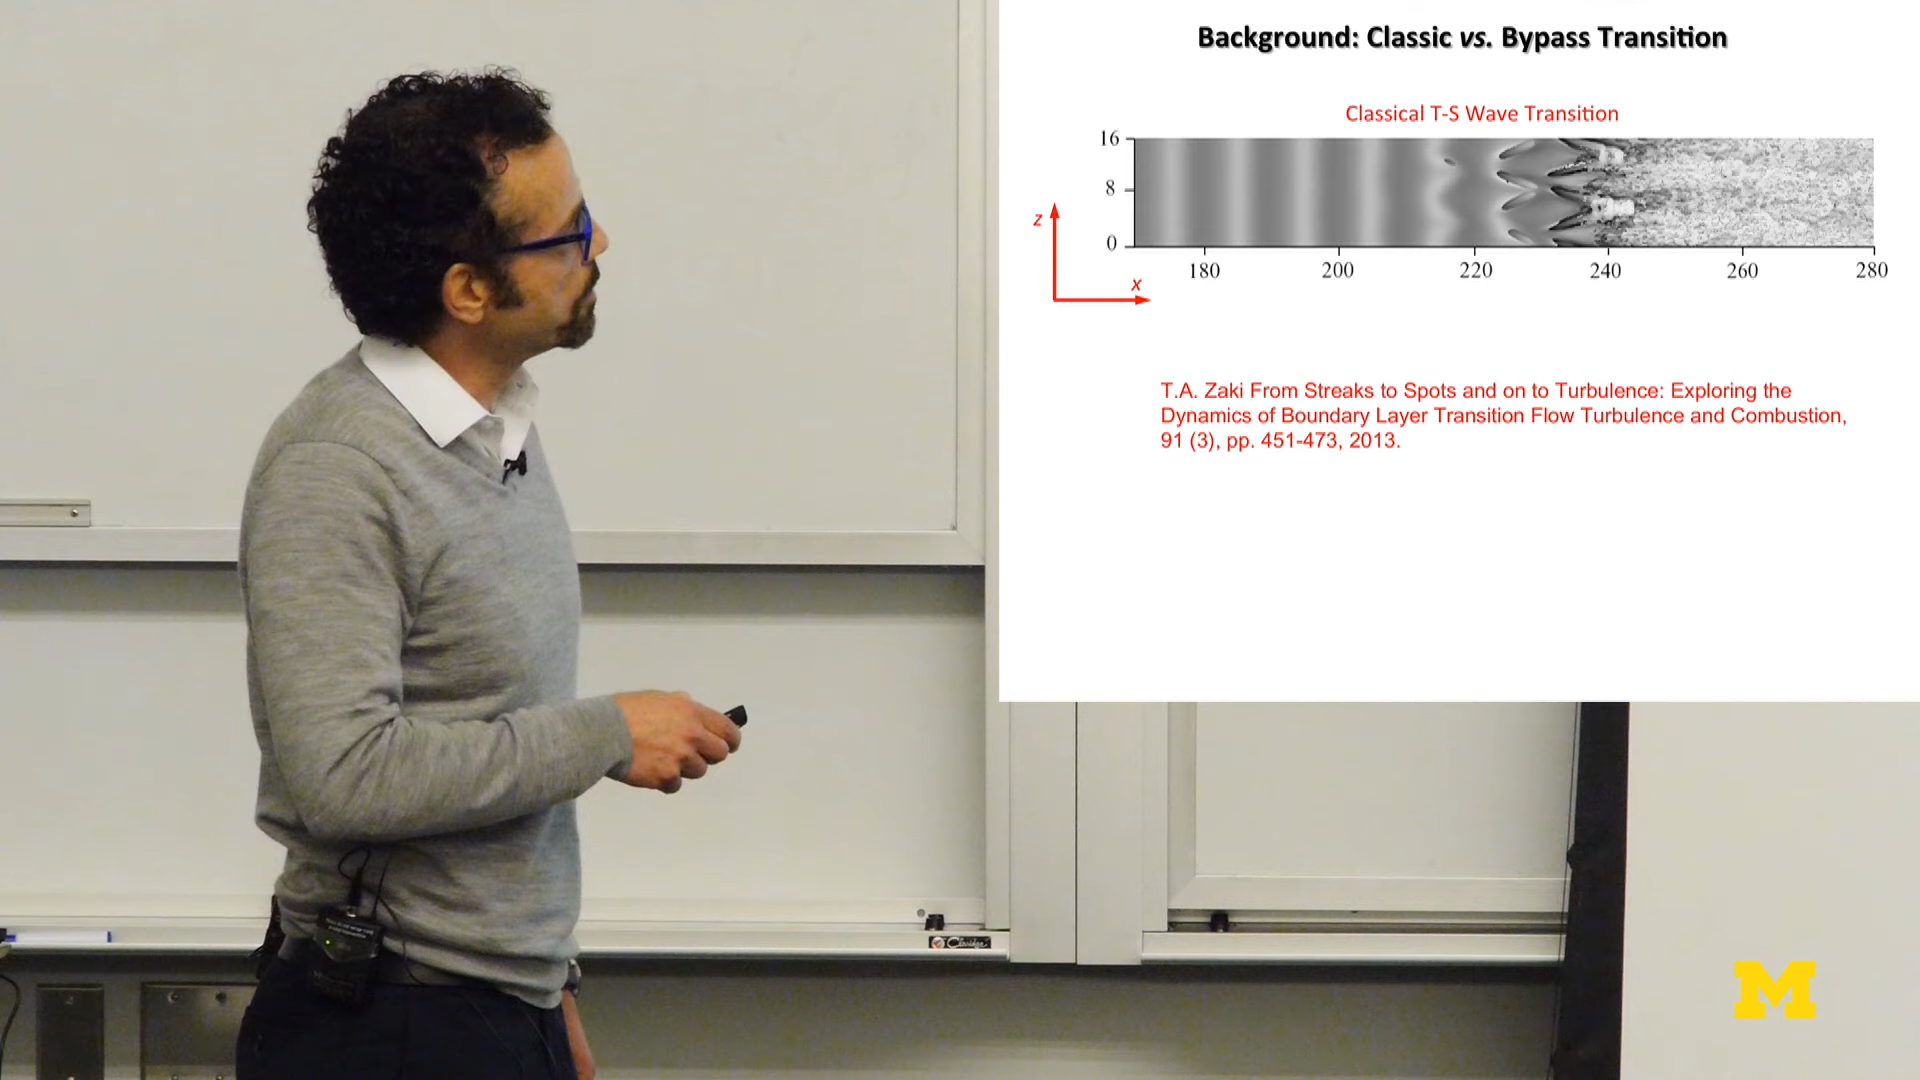 Background: Classic vs. Bypass Transition
Classical T-S Wave Transition
16
8
0
z
x
180 200 220 240 260 280
T.A. Zaki From Streaks to Spots and on to Turbulence: Exploring the
Dynamics of Boundary Layer Transition Flow Turbulence and Combustion,
91 (3), pp. 451-473, 2013.
Claridge
M